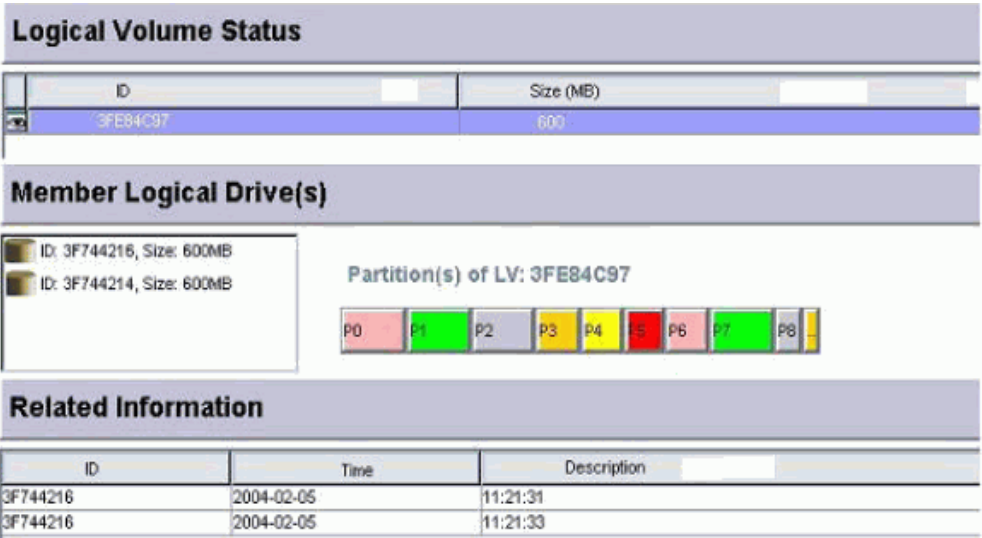 Logical Volume Status
ID Size (MB)
3FE84C97 600
Member Logical Drive(s)
ID: 3F744216, Size: 600MB
ID: 3F744214, Size: 600MB
Partition(s) of LV: 3FE84C97
P0 P1 P2 P3 P4 P5 P6 P7 P8 ...
Related Information
ID Time Description
3F744216 2004-02-05 11:21:31
3F744216 2004-02-05 11:21:33